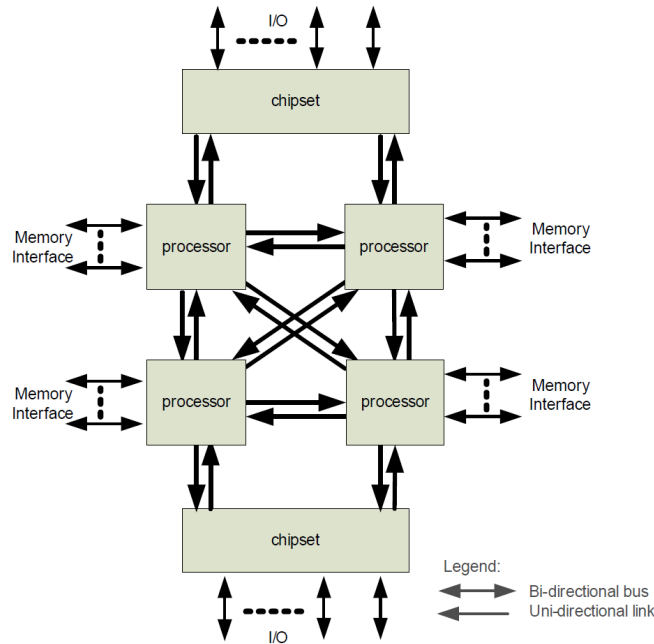 I/O
chipset
Memory
Interface
processor
processor
Memory
Interface
Memory
Interface
processor
processor
Memory
Interface
chipset
Legend:
Bi-directional bus
Uni-directional link
I/O